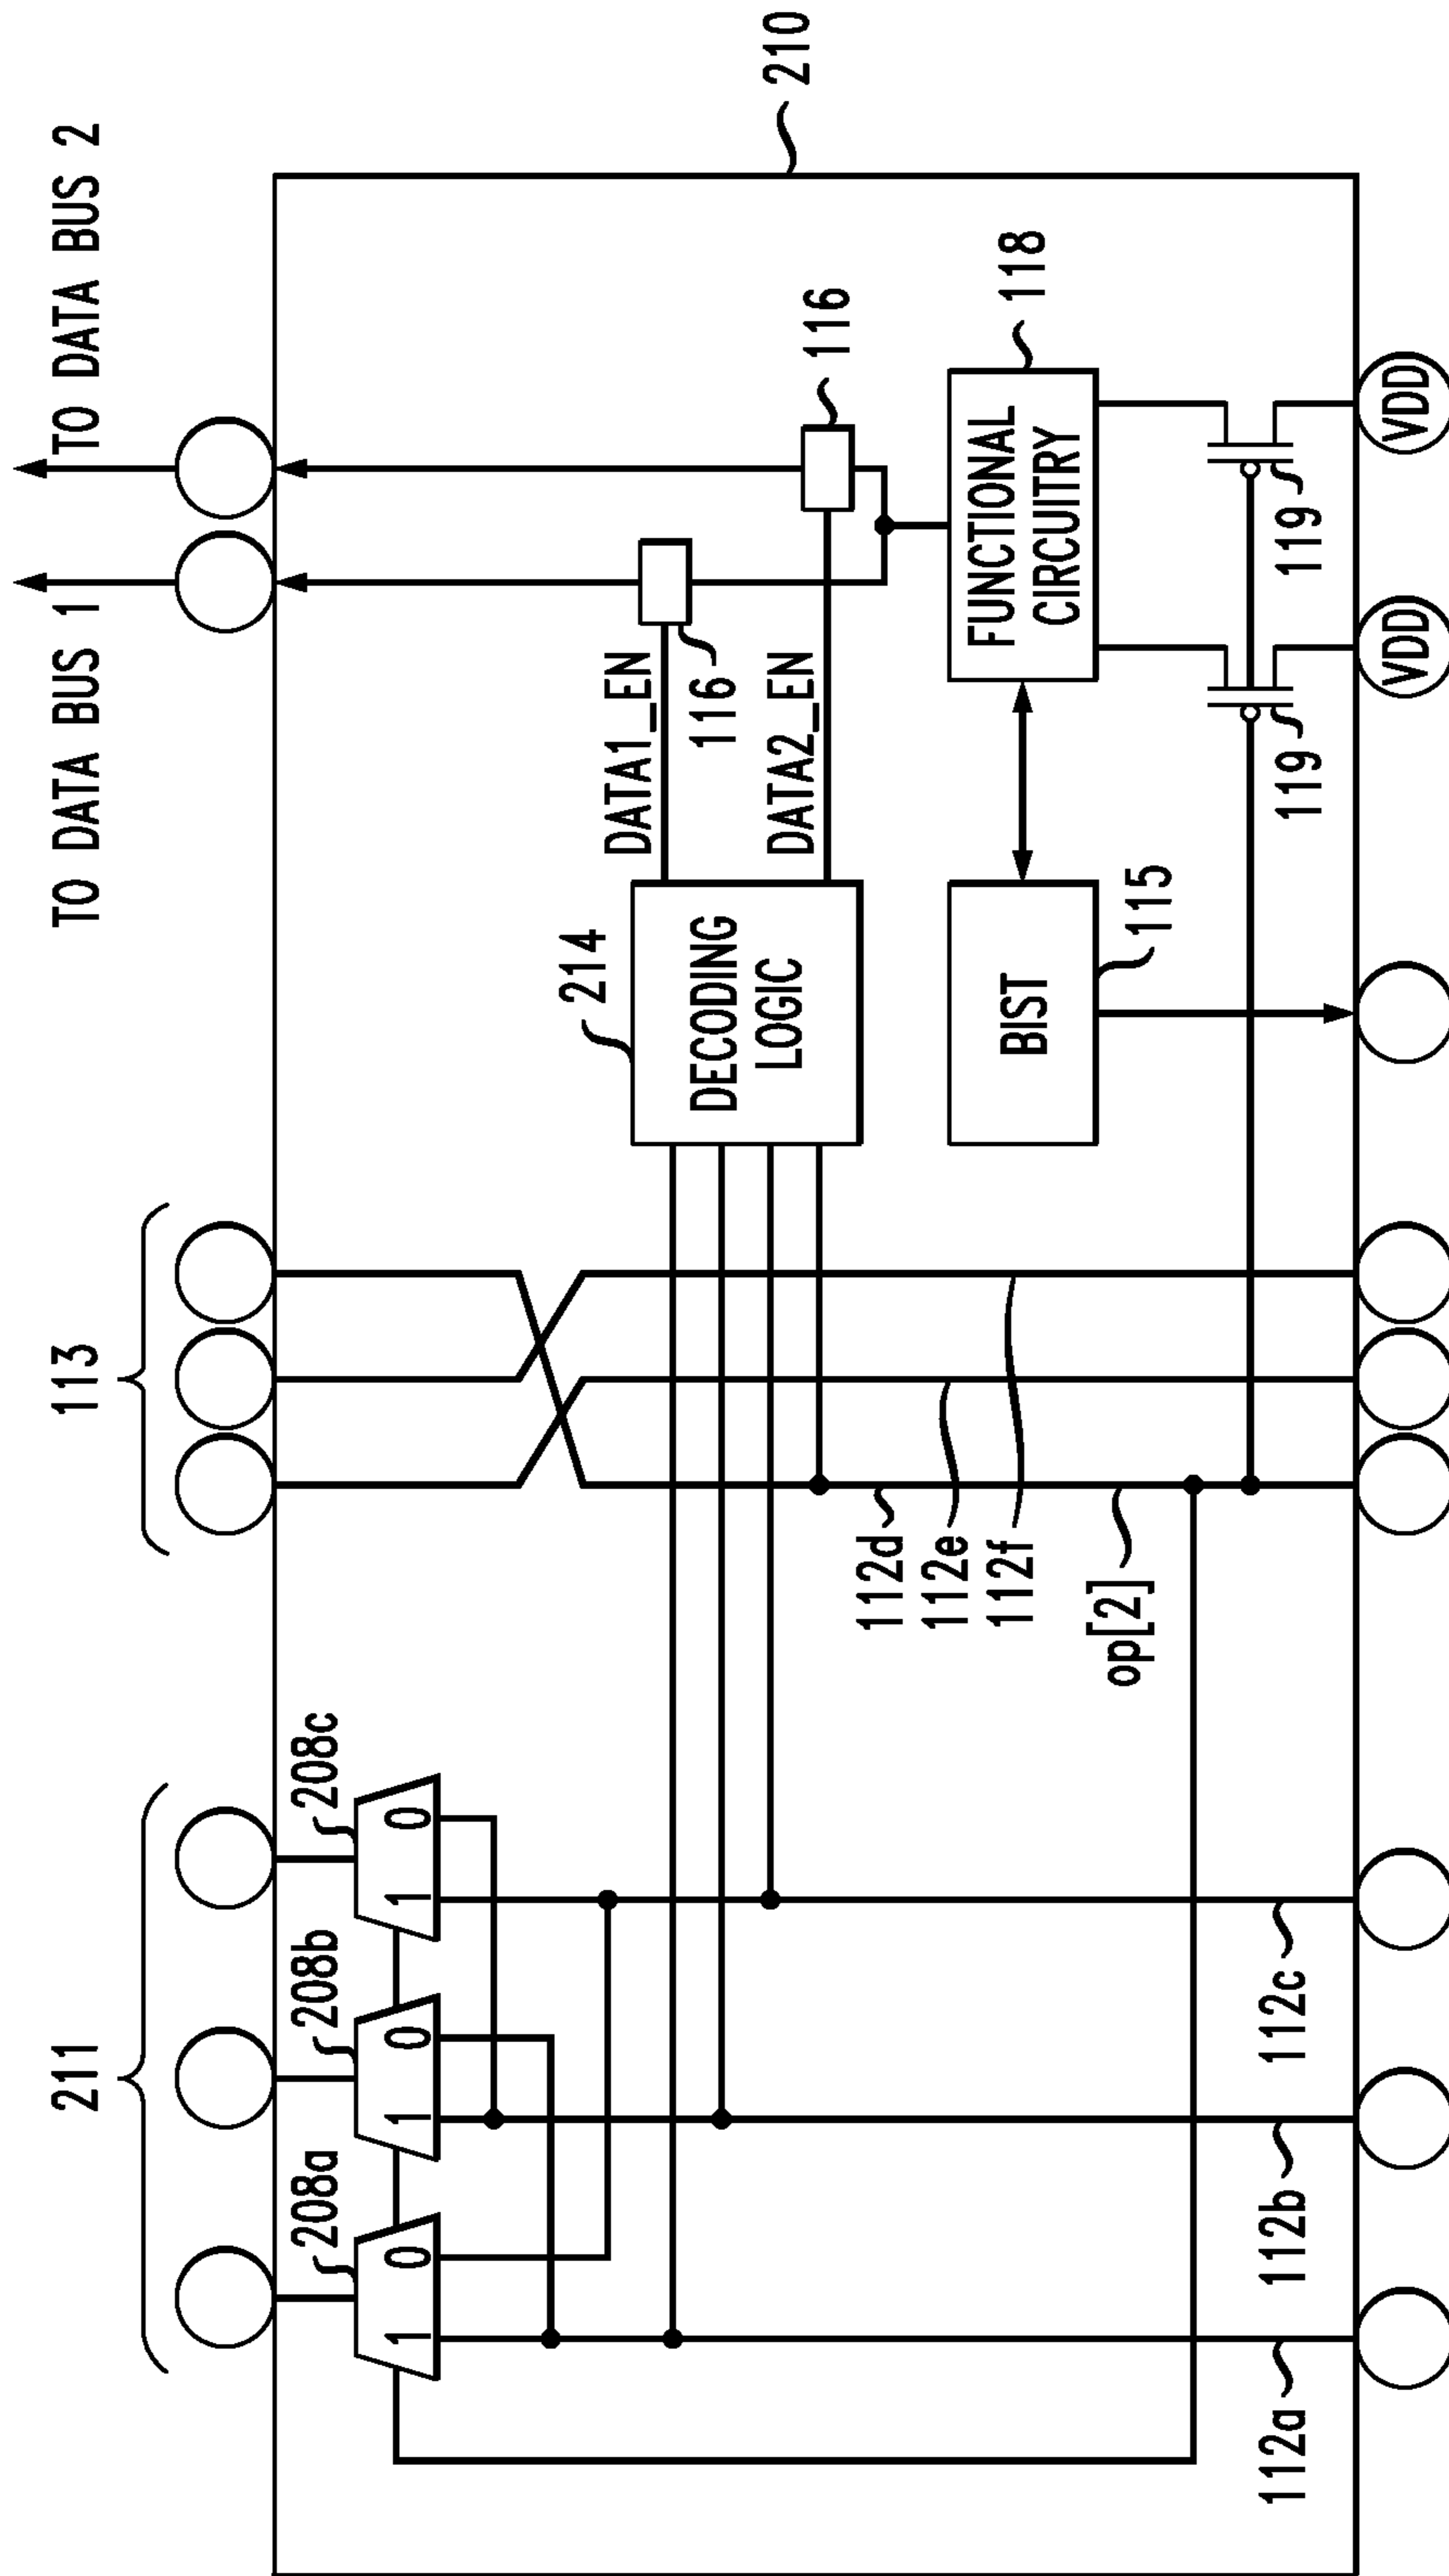 TO DATA BUS 1
TO DATA BUS 2
211
113
208a
208b
208c
1 0
1 0
1 0
210
214
DECODING
LOGIC
DATA1_EN
116
DATA2_EN
116
112d
112e
112f
op[2]
BIST
115
FUNCTIONAL
CIRCUITRY
118
119
119
112a
112b
112c
VDD
VDD